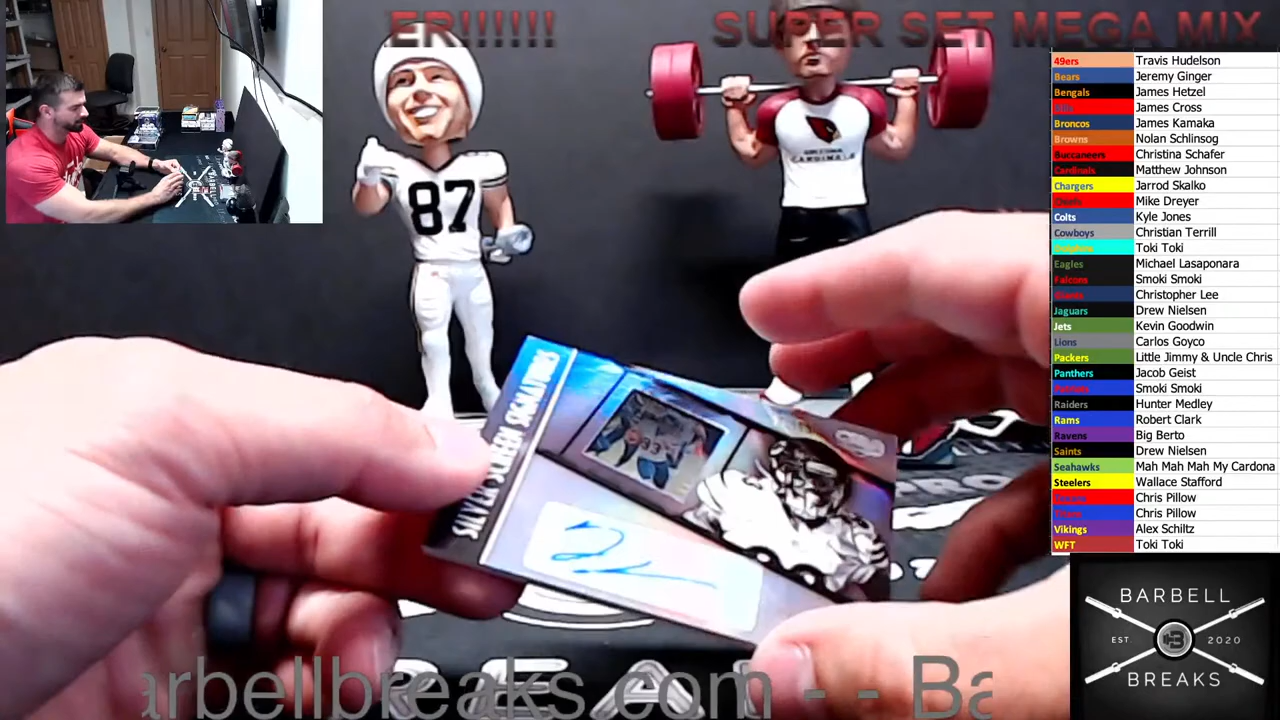 ER!!!!!! SUPER SET MEGA MIX
49ers Travis Hudelson
Bears Jeremy Ginger
Bengals James Hetzel
James Cross
Broncos James Kamaka
Browns Nolan Schlinsog
Buccaneers Christina Schafer
Cardinals Matthew Johnson
Chargers Jarrod Skalko
Chiefs Mike Dreyer
Colts Kyle Jones
Cowboys Christian Terrill
Dolphins Toki Toki
Eagles Michael Lasaponara
Falcons Smoki Smoki
Giants Christopher Lee
Jaguars Drew Nielsen
Jets Kevin Goodwin
Lions Carlos Goyco
Packers Little Jimmy & Uncle Chris
Panthers Jacob Geist
Patriots Smoki Smoki
Raiders Hunter Medley
Rams Robert Clark
Ravens Big Berto
Saints Drew Nielsen
Seahawks Mah Mah Mah My Cardona
Steelers Wallace Stafford
Texans Chris Pillow
Titans Chris Pillow
Vikings Alex Schiltz
WFT Toki Toki
87
CARDINALS
SILVER SCREEN SIGNATURES
33
BARBELL
EST 2020
BREAKS
arbellbreaks.com - - Ba